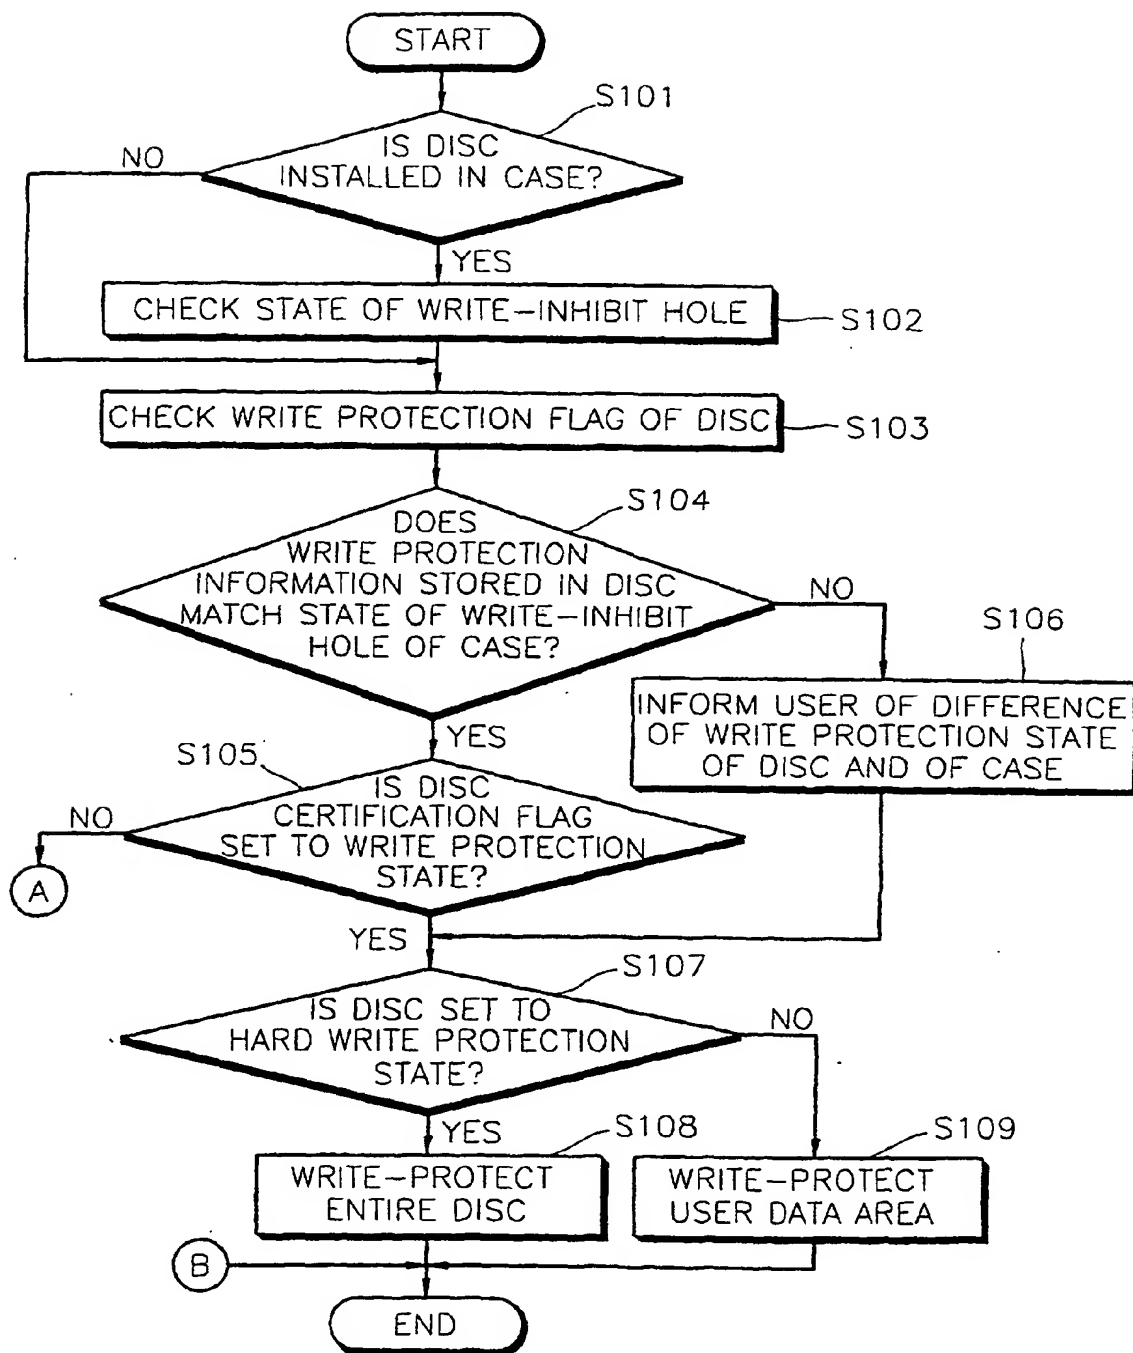 START
S101
IS DISC
INSTALLED IN CASE?
NO
YES
CHECK STATE OF WRITE-INHIBIT HOLE
S102
CHECK WRITE PROTECTION FLAG OF DISC
S103
S104
DOES
WRITE PROTECTION
INFORMATION STORED IN DISC
MATCH STATE OF WRITE-INHIBIT
HOLE OF CASE?
NO
S106
INFORM USER OF DIFFERENCE
OF WRITE PROTECTION STATE
OF DISC AND OF CASE
YES
S105
IS DISC
CERTIFICATION FLAG
SET TO WRITE PROTECTION
STATE?
NO
A
YES
S107
IS DISC SET TO
HARD WRITE PROTECTION
STATE?
NO
YES
S108
WRITE-PROTECT
ENTIRE DISC
S109
WRITE-PROTECT
USER DATA AREA
B
END